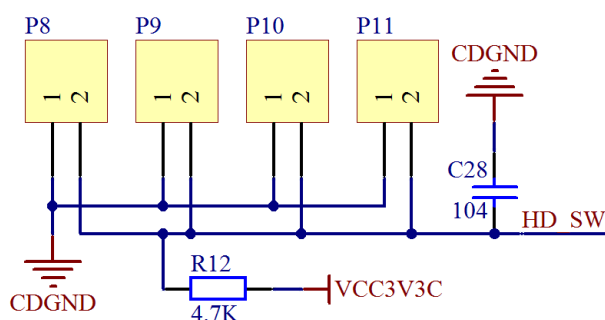 P8 P9 P10 P11
CDGND
1 2 1 2 1 2 1 2
C28
104
HD_SW
R12
CDGND
VCC3V3C
4.7K